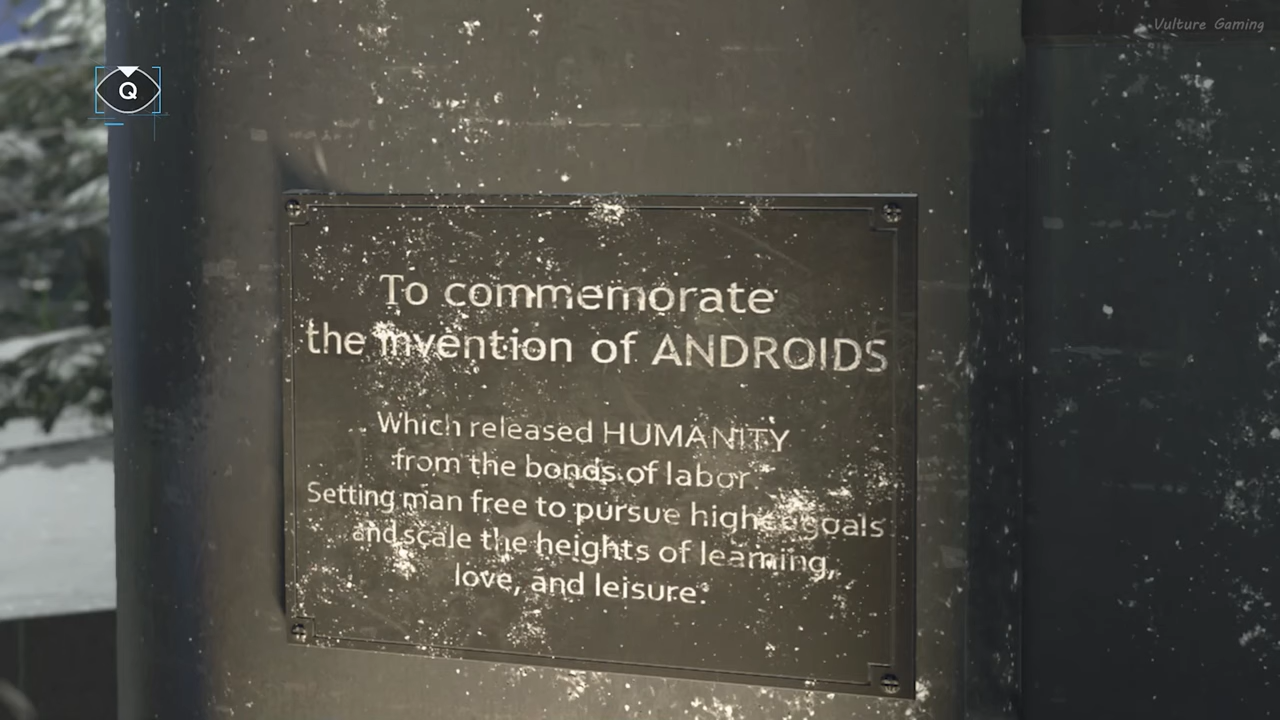 Vulture Gaming
Q
To commemorate
the invention of ANDROIDS
Which released HUMANITY
from the bonds of labor.
Setting man free to pursue higher goals
and scale the heights of learning,
love, and leisure.